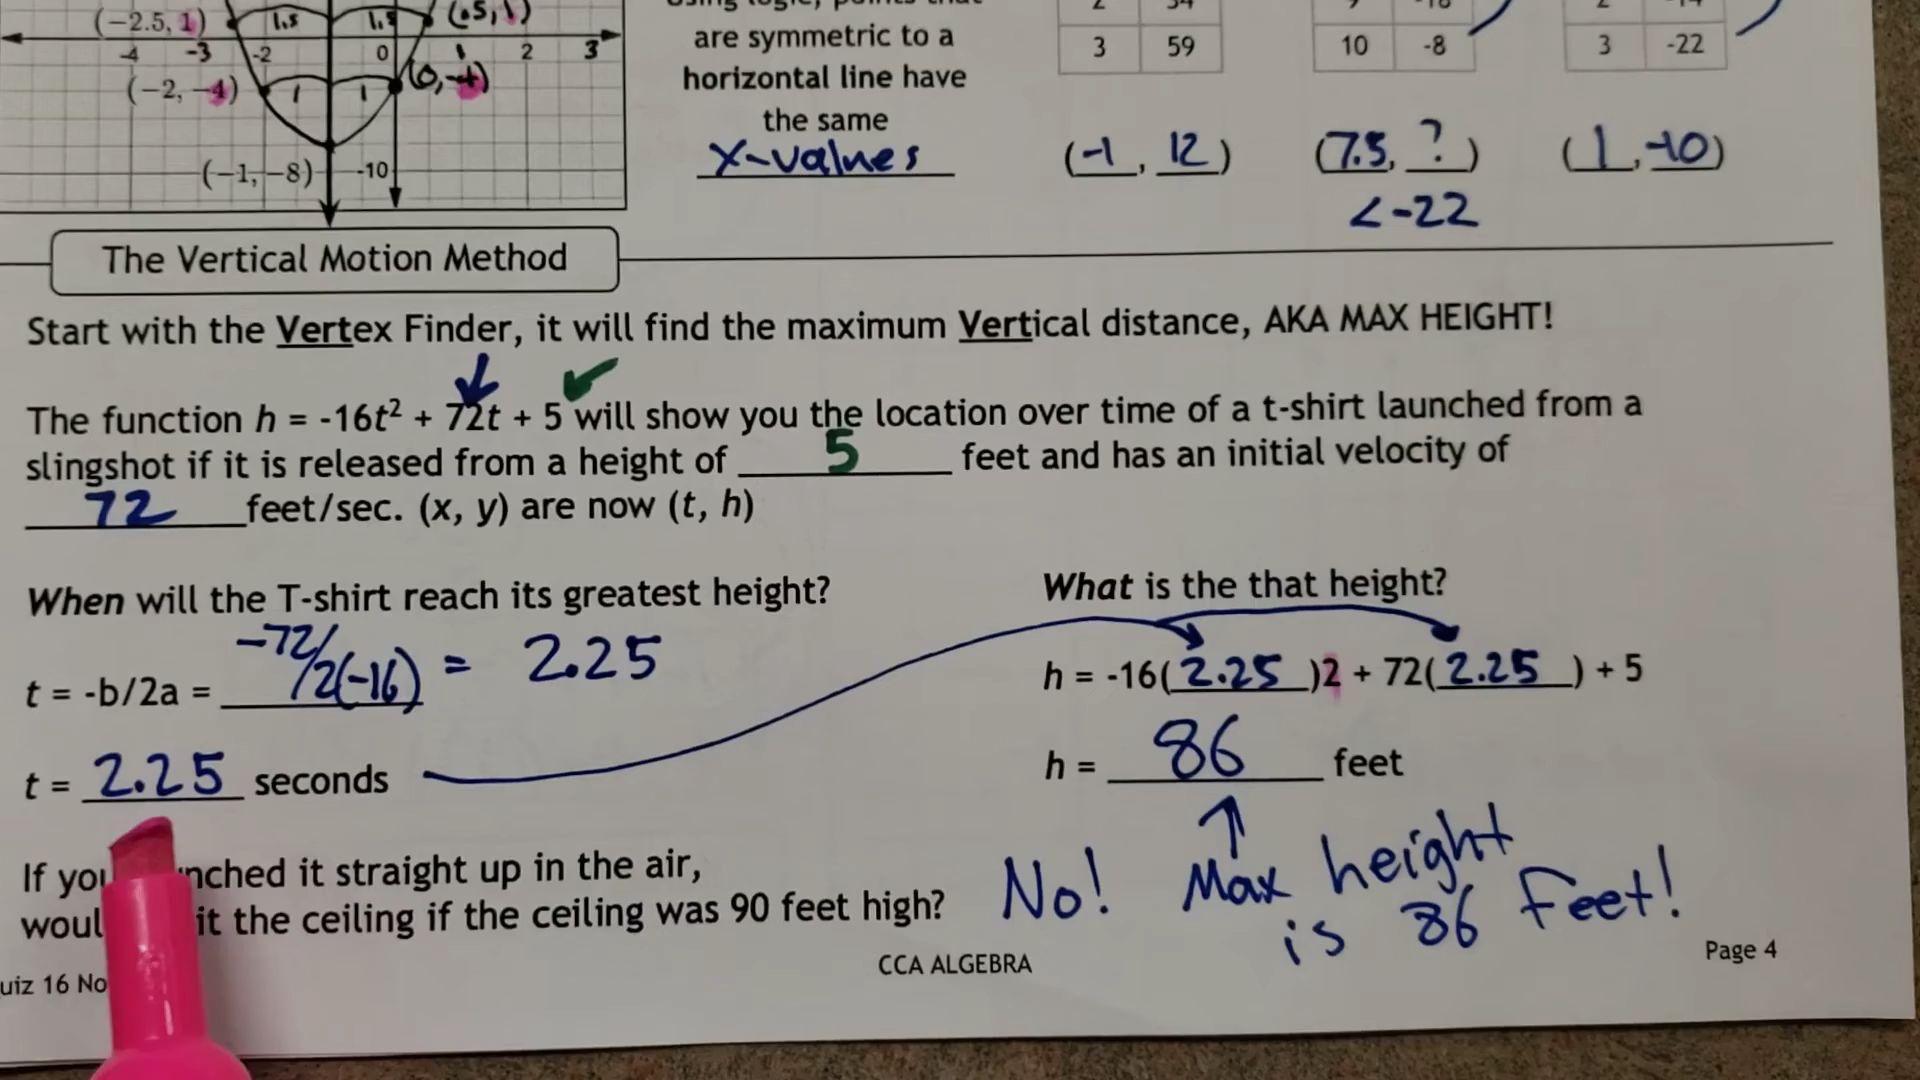 (-2.5, 1) 1.5 1.5 (.5, 1)
-4 -3 -2 0 1 2 3
(-2, -4) 1 1 (0, -4)
(-1, -8) -10
are symmetric to a
horizontal line have
the same
x-values
3 59
10 -8
3 -22
(-1, 12)
(7.5, ?)
<-22
(1, -10)
The Vertical Motion Method
Start with the Vertex Finder, it will find the maximum Vertical distance, AKA MAX HEIGHT!
The function h = -16t² + 72t + 5 will show you the location over time of a t-shirt launched from a
slingshot if it is released from a height of 5 feet and has an initial velocity of
72 feet/sec. (x, y) are now (t, h)
When will the T-shirt reach its greatest height?
t = -b/2a = -72/2(-16) = 2.25
t = 2.25 seconds
What is the that height?
h = -16(2.25)2 + 72(2.25) + 5
h = 86 feet
If you nched it straight up in the air,
woul it the ceiling if the ceiling was 90 feet high?
No! Max height
is 86 Feet!
uiz 16 No
CCA ALGEBRA
Page 4